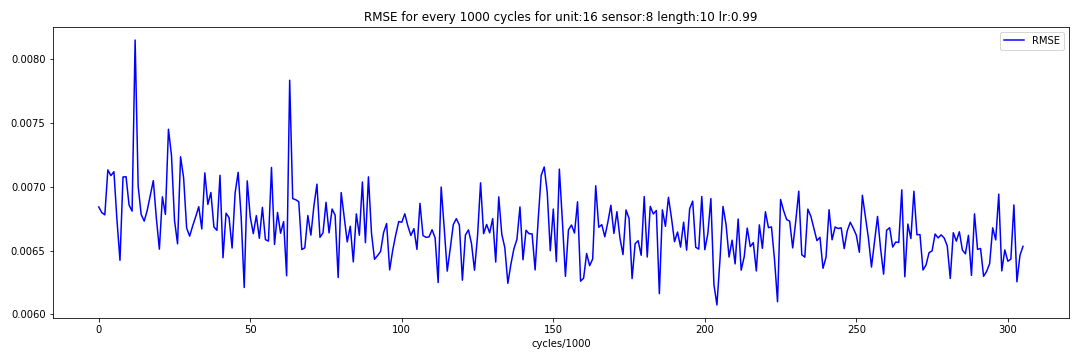 RMSE for every 1000 cycles for unit:16 sensor:8 length:10 lr:0.99
RMSE
0.0080
0.0075
0.0070
0.0065
0.0060
0 50 100 150 200 250 300
cycles/1000